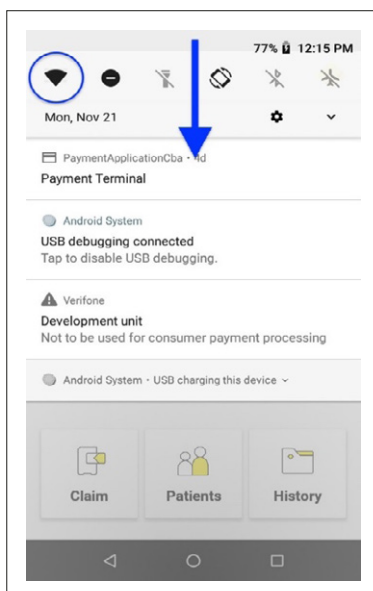 77% 12:15 PM
Mon, Nov 21
PaymentApplicationCba · 4d
Payment Terminal
Android System
USB debugging connected
Tap to disable USB debugging.
Verifone
Development unit
Not to be used for consumer payment processing
Android System · USB charging this device
Claim Patients History